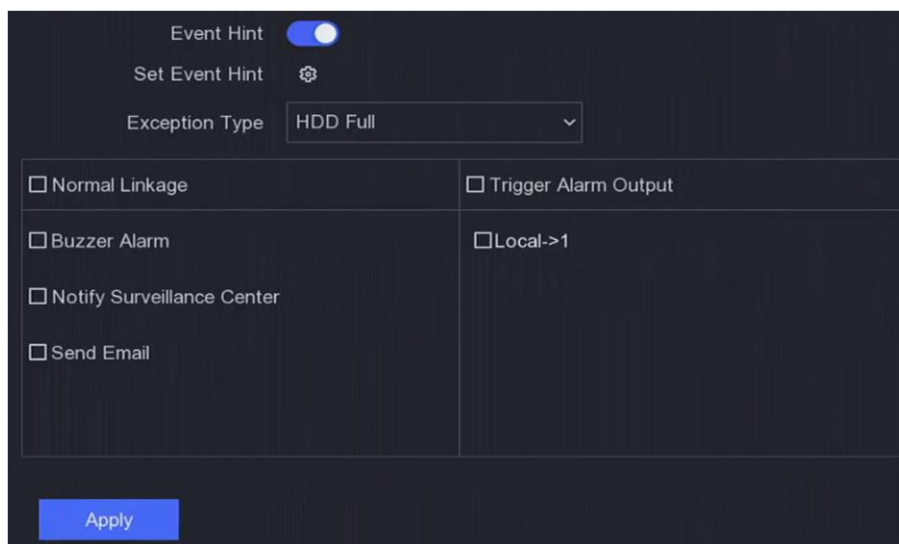 Event Hint
Set Event Hint
Exception Type HDD Full
Normal Linkage Trigger Alarm Output
Buzzer Alarm Local->1
Notify Surveillance Center
Send Email
Apply